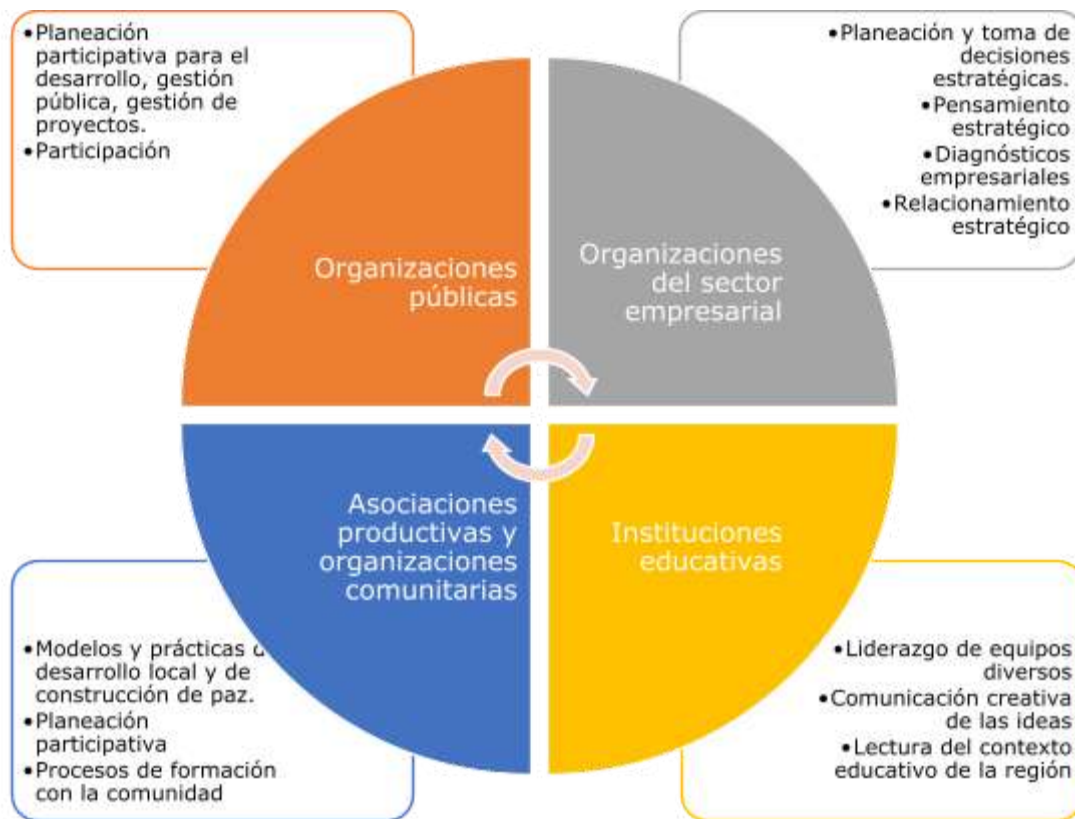 •Planeación
participativa para el
desarrollo, gestión
pública, gestión de
proyectos.
•Participación
•Planeación y toma de
decisiones
estratégicas.
•Pensamiento
estratégico
•Diagnósticos
empresariales
•Relacionamiento
estratégico
Organizaciones
públicas
Organizaciones
del sector
empresarial
Asociaciones
productivas y
organizaciones
comunitarias
Instituciones
educativas
•Modelos y prácticas
desarrollo local y de
construcción de paz.
•Planeación
participativa
•Procesos de formación
con la comunidad
•Liderazgo de equipos
diversos
•Comunicación creativa
de las ideas
•Lectura del contexto
educativo de la región